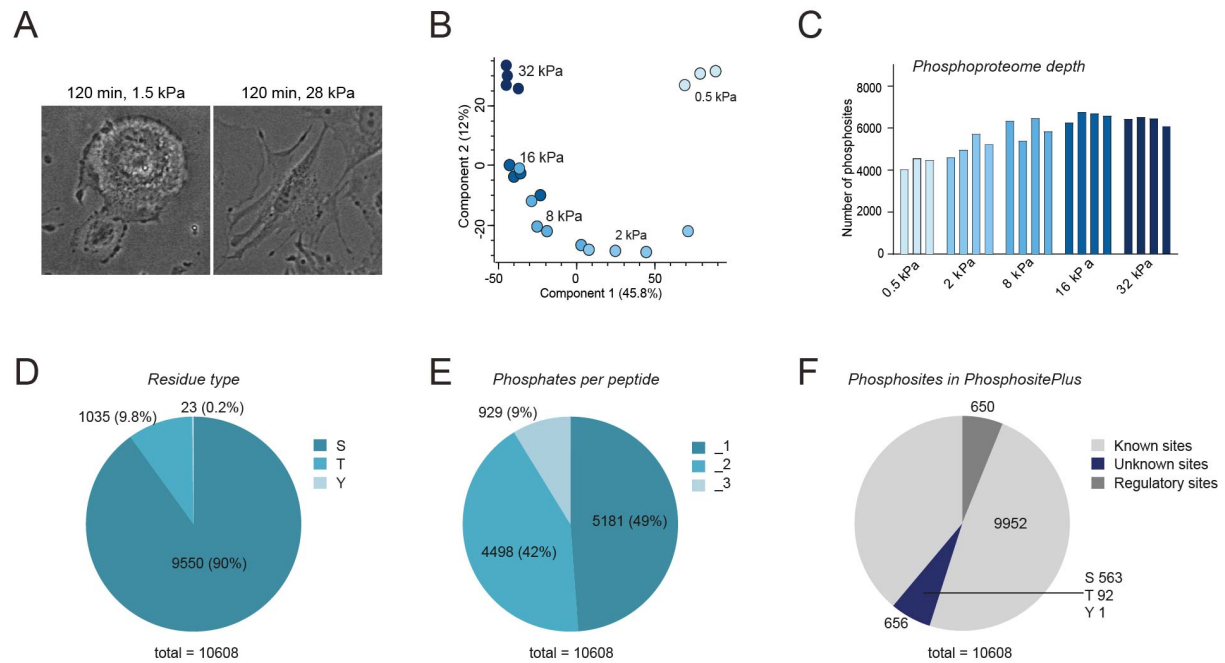 A
120 min, 1.5 kPa
120 min, 28 kPa
B
32 kPa
0.5 kPa
16 kPa
8 kPa
2 kPa
Component 2 (12%)
20
0
-20
-50
0
50
Component 1 (45.8%)
C
Phosphoproteome depth
Number of phosphosites
8000
6000
4000
2000
0
0.5 kPa
2 kPa
8 kPa
16 kPa
32 kPa
D
Residue type
1035 (9.8%)
23 (0.2%)
S
T
Y
9550 (90%)
total = 10608
E
Phosphates per peptide
929 (9%)
_1
_2
_3
5181 (49%)
4498 (42%)
total = 10608
F
Phosphosites in PhosphositePlus
650
Known sites
Unknown sites
Regulatory sites
9952
S 563
T 92
Y 1
656
total = 10608